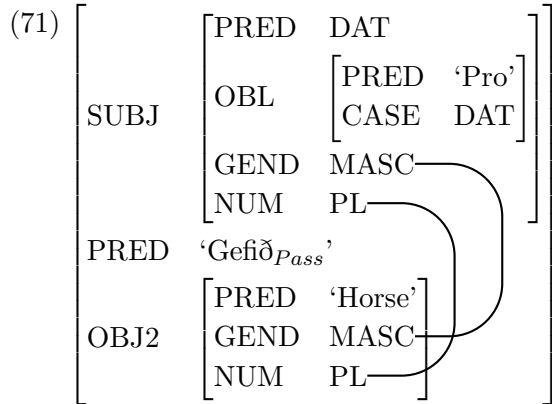 (71)
PRED DAT
OBL PRED ‘Pro’
CASE DAT
SUBJ
GEND MASC
NUM PL
PRED ‘Gefið_Pass’
PRED ‘Horse’
OBJ2 GEND MASC
NUM PL